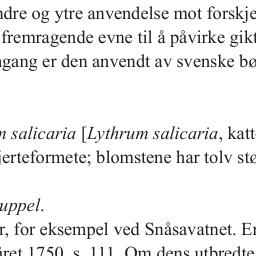 ndre og ytre anvendelse mot forskje
fremragende evne til å påvirke gikt
gang er den anvendt av svenske bø
salicaria [Lythrum salicaria, katt
jerteformete; blomstene har tolv stø
uppel.
r, for eksempel ved Snåsavatnet. Er
året 1750, s. 111. Om dens utbredte